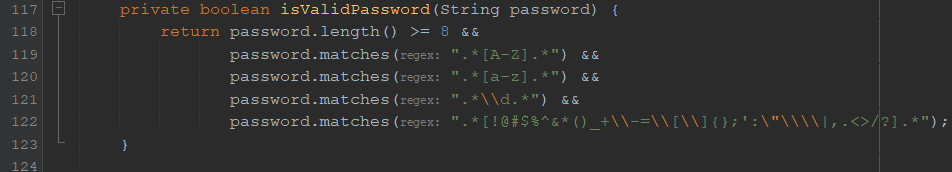 117 private boolean isValidPassword(String password) {
118 return password.length() >= 8 &&
119 password.matches(regex: ".*[A-Z].*") &&
120 password.matches(regex: ".*[a-z].*") &&
121 password.matches(regex: ".*\\d.*") &&
122 password.matches(regex: ".*[!@#$%^&*()_+\\-=\\[\\]{};':\"\\\\|,.<>/?].*");
123 }
124